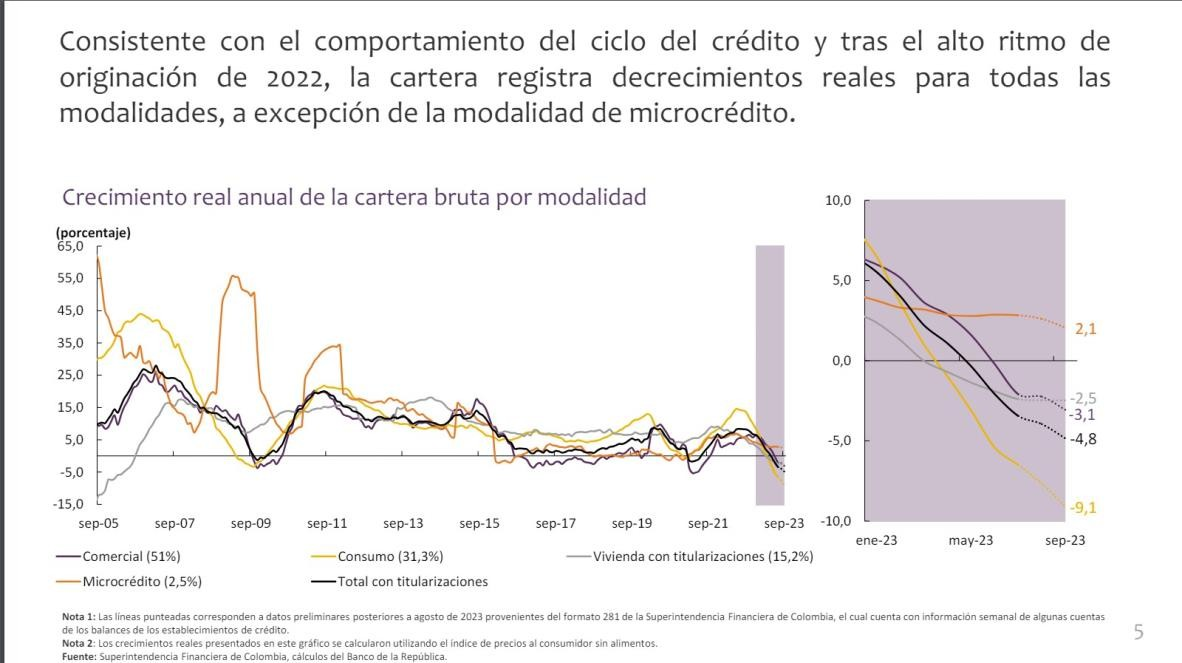 Consistente con el comportamiento del ciclo del crédito y tras el alto ritmo de
originación de 2022, la cartera registra decrecimientos reales para todas las
modalidades, a excepción de la modalidad de microcrédito.
Crecimiento real anual de la cartera bruta por modalidad
(porcentaje)
65,0
55,0
45,0
35,0
25,0
15,0
5,0
-5,0
-15,0
sep-05 sep-07 sep-09 sep-11 sep-13 sep-15 sep-17 sep-19 sep-21 sep-23
Comercial (51%)
Consumo (31,3%)
Vivienda con titularizaciones (15,2%)
Microcrédito (2,5%)
Total con titularizaciones
10,0
5,0
0,0
-5,0
-10,0
2,1
-2,5
-3,1
-4,8
-9,1
ene-23 may-23 sep-23
Nota 1: Las líneas punteadas corresponden a datos preliminares posteriores a agosto de 2023 provenientes del formato 281 de la Superintendencia Financiera de Colombia, el cual cuenta con información semanal de algunas cuentas
de los balances de los establecimientos de crédito.
Nota 2: Los crecimientos reales presentados en este gráfico se calcularon utilizando el índice de precios al consumidor sin alimentos.
Fuente: Superintendencia Financiera de Colombia, cálculos del Banco de la República.
5